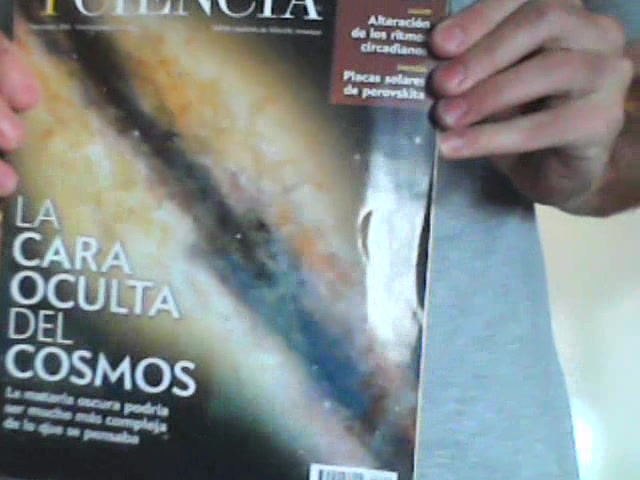 CIENCIA
Alteración
de los ritmos
circadianos
Placas solares
de perovskita
LA
CARA
OCULTA
DEL
COSMOS
La materia oscura podría
ser mucho más compleja
de lo que se pensaba